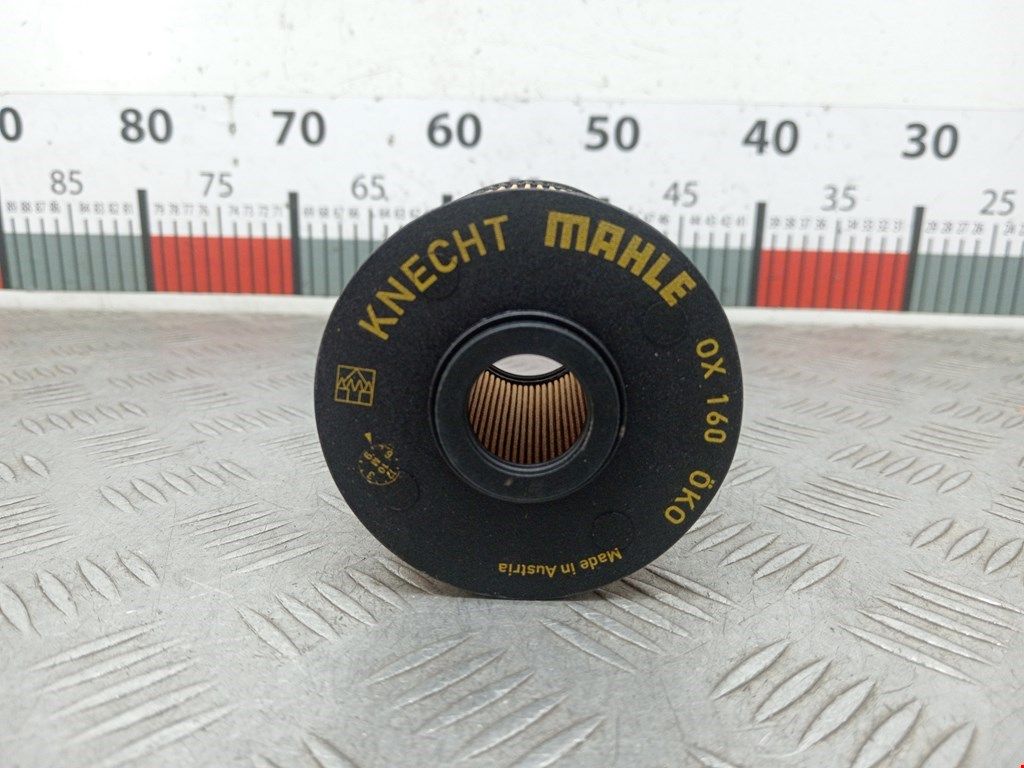 0 80 70 60 50 40 30
85 75 65 45 35 25
KNECHT MAHLE
OX 160 ÖKO
Made in Austria